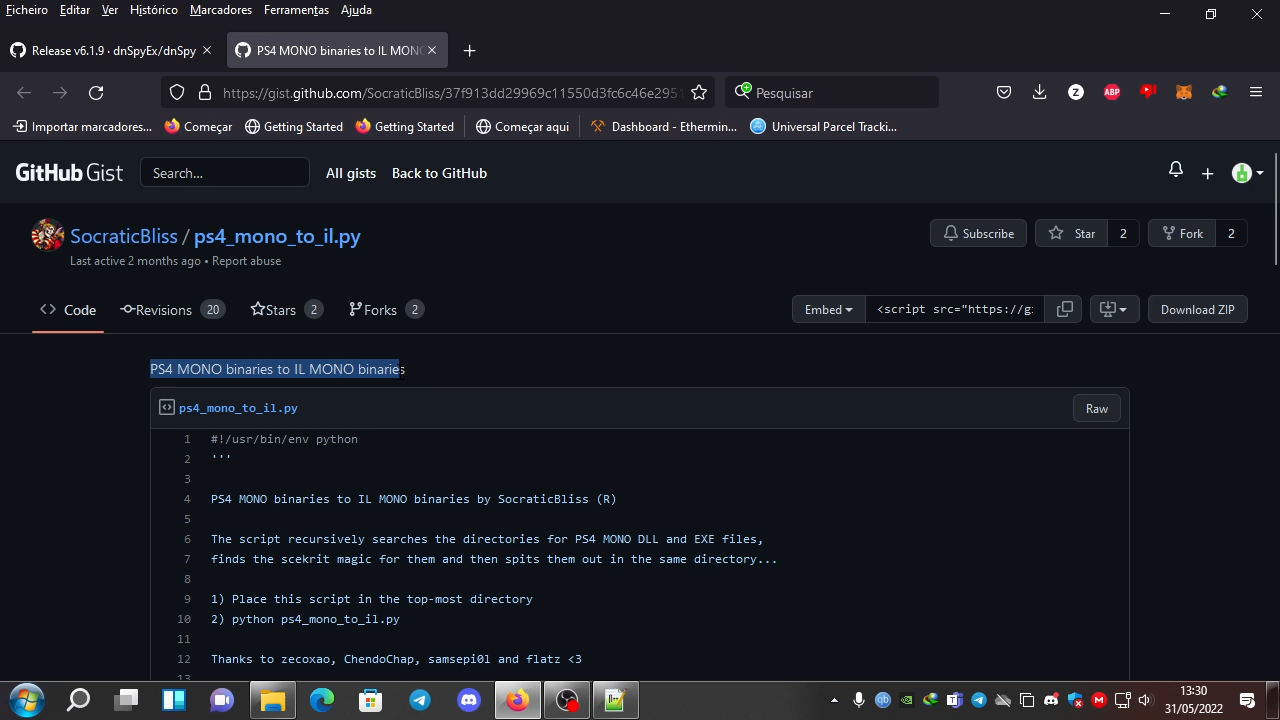 Ficheiro Editar Ver Histórico Marcadores Ferramentas Ajuda
Release v6.1.9 · dnSpyEx/dnSpy
PS4 MONO binaries to IL MONO
https://gist.github.com/SocraticBliss/37f913dd29969c11550d3fc6c46e2951
Pesquisar
Importar marcadores...
Começar
Getting Started
Getting Started
Começar aqui
Dashboard - Ethermin...
Universal Parcel Tracki...
GitHub Gist
Search...
All gists
Back to GitHub
SocraticBliss / ps4_mono_to_il.py
Last active 2 months ago • Report abuse
Subscribe
Star 2
Fork 2
Code
Revisions 20
Stars 2
Forks 2
Embed
<script src="https://g:
Download ZIP
PS4 MONO binaries to IL MONO binaries
ps4_mono_to_il.py
Raw
1 #!/usr/bin/env python
2 '''
3
4 PS4 MONO binaries to IL MONO binaries by SocraticBliss (R)
5
6 The script recursively searches the directories for PS4 MONO DLL and EXE files,
7 finds the scekrit magic for them and then spits them out in the same directory...
8
9 1) Place this script in the top-most directory
10 2) python ps4_mono_to_il.py
11
12 Thanks to zecoxao, ChendoChap, samsepi0l and flatz <3
13
13:30
31/05/2022